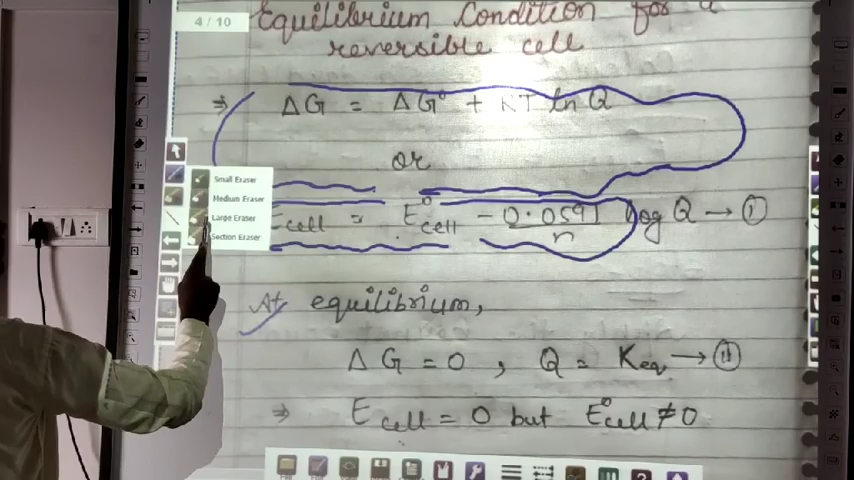 4 / 10
Equilibrium Condition for a
reversible cell
⇒ ΔG = ΔG° + RT ln Q
or
Small Eraser
Medium Eraser
Large Eraser
Section Eraser
Ecell = E°cell - 0.0591/n log Q → (I)
At equilibrium,
ΔG = 0, Q = Keq → (II)
⇒ Ecell = 0 but E°cell ≠ 0